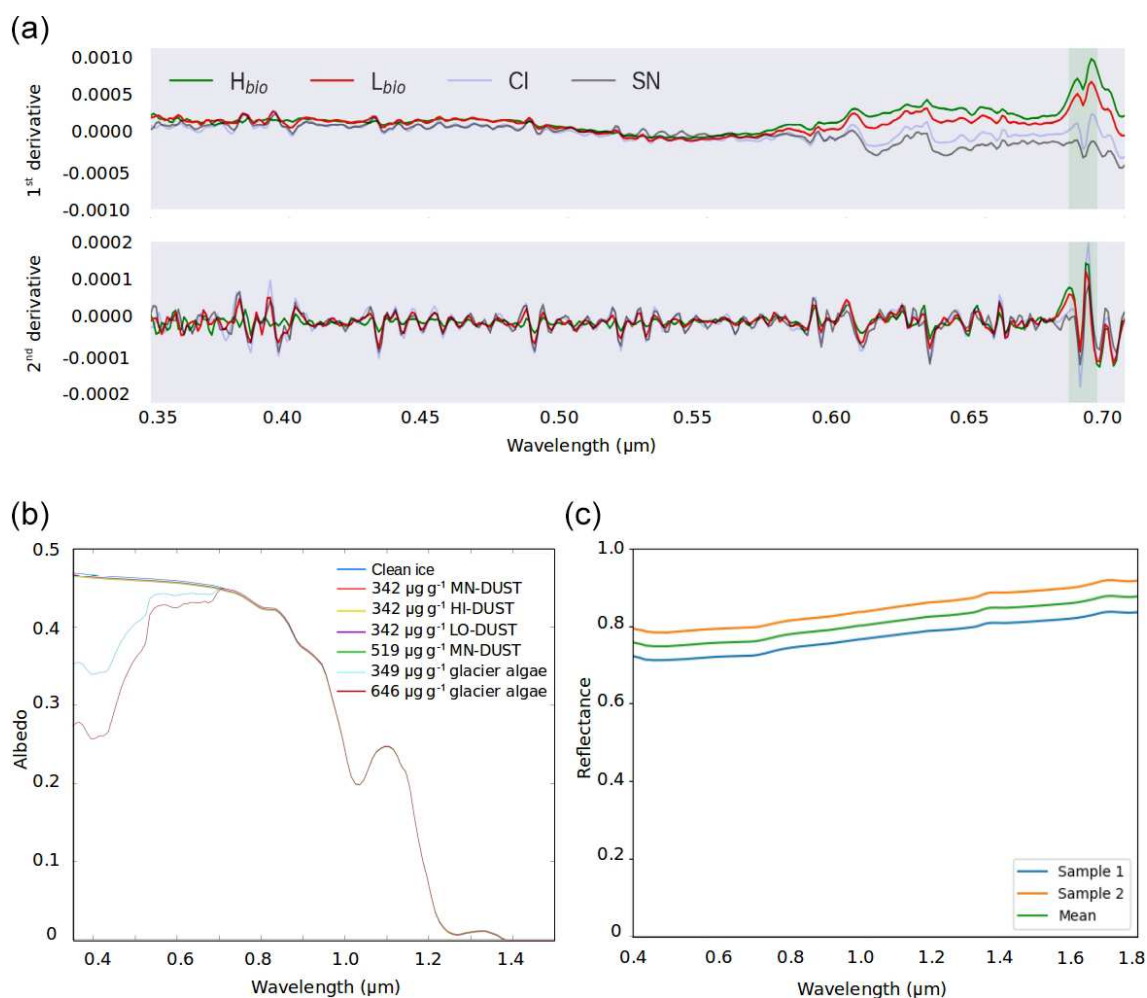 (a)
0.0010
0.0005
0.0000
-0.0005
-0.0010
1st derivative
Hbio Lbio CI SN
0.0002
0.0001
0.0000
-0.0001
-0.0002
2nd derivative
0.35 0.40 0.45 0.50 0.55 0.60 0.65 0.70
Wavelength (µm)
(b)
0.5
0.4
0.3
0.2
0.1
0
Albedo
Clean ice
342 µg g-1 MN-DUST
342 µg g-1 HI-DUST
342 µg g-1 LO-DUST
519 µg g-1 MN-DUST
349 µg g-1 glacier algae
646 µg g-1 glacier algae
0.4 0.6 0.8 1.0 1.2 1.4
Wavelength (µm)
(c)
1.0
0.8
0.6
0.4
0.2
0
Reflectance
Sample 1
Sample 2
Mean
0.4 0.6 0.8 1.0 1.2 1.4 1.6 1.8
Wavelength (µm)